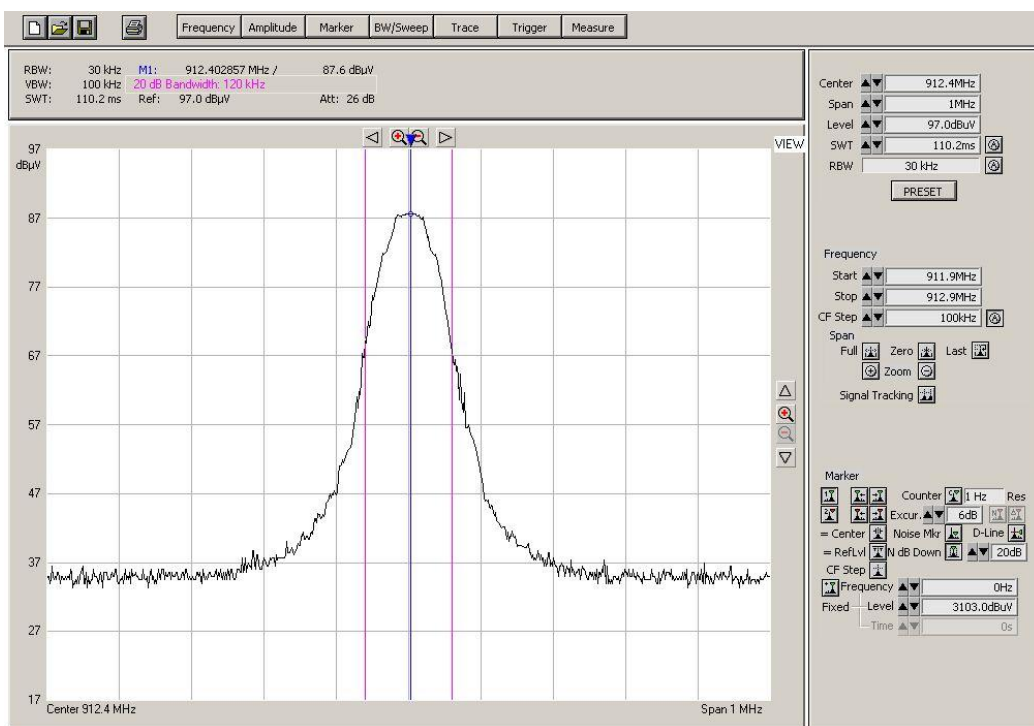 Frequency Amplitude Marker BW/Sweep Trace Trigger Measure
RBW: 30 kHz M1: 912.402857 MHz / 87.6 dBµV
VBW: 100 kHz 20 dB Bandwidth: 120 kHz
SWT: 110.2 ms Ref: 97.0 dBµV Att: 26 dB
97
dBµV
87
77
67
57
47
37
27
17
VIEW
Center 912.4 MHz
Span 1 MHz
Center 912.4MHz
Span 1MHz
Level 97.0dBuV
SWT 110.2ms
RBW 30 kHz
PRESET
Frequency
Start 911.9MHz
Stop 912.9MHz
CF Step 100kHz
Span
Full Zero Last
Zoom
Signal Tracking
Marker
Counter 1 Hz Res
Excur. 6dB
= Center Noise Mkr D-Line
= RefLvl N dB Down 20dB
CF Step
Frequency 0Hz
Fixed Level 3103.0dBuV
Time 0s